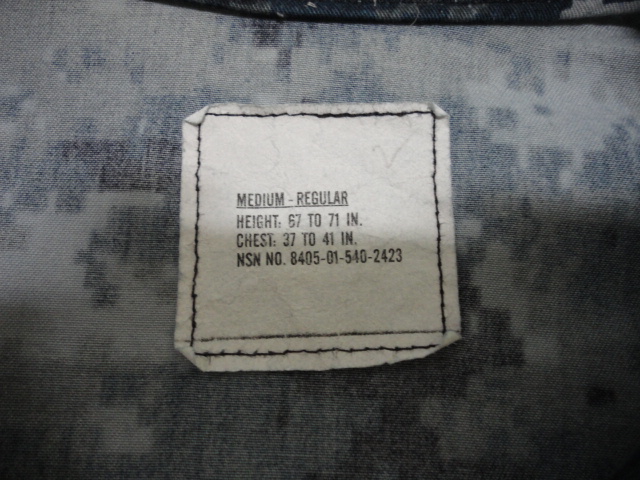 MEDIUM - REGULAR
HEIGHT: 67 TO 71 IN.
CHEST: 37 TO 41 IN.
NSN NO. 8405-01-540-2423